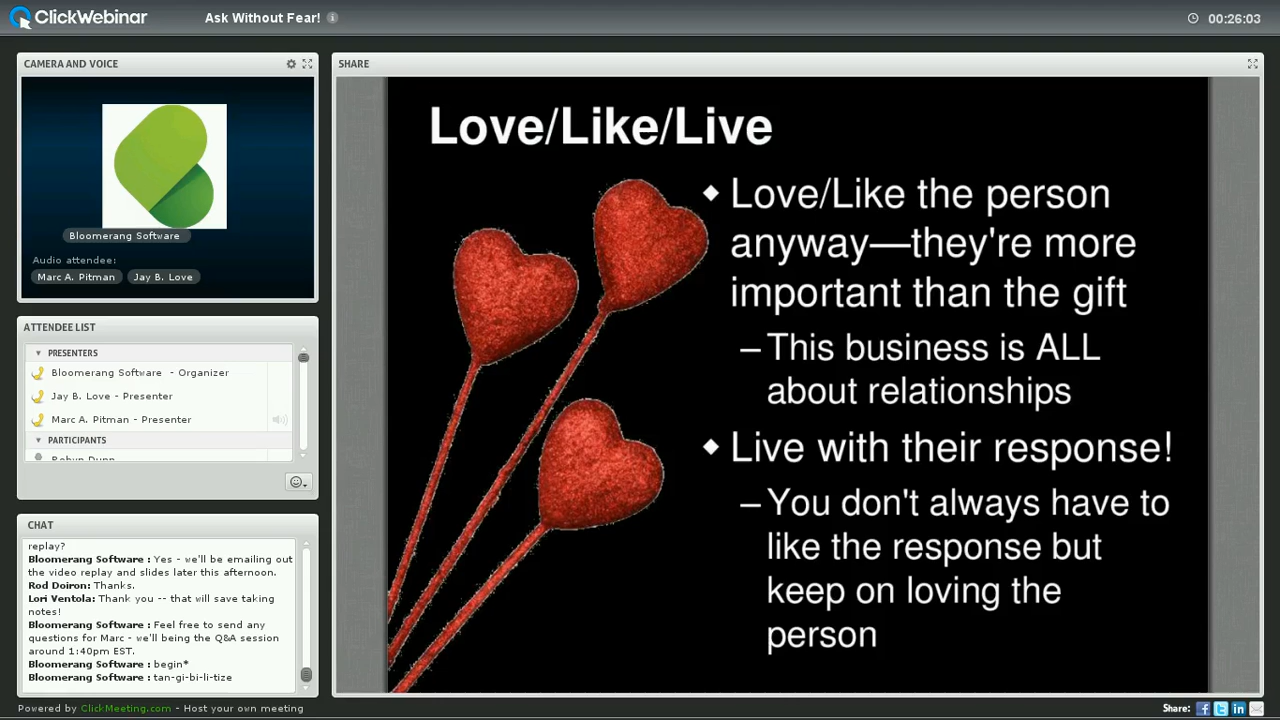 ClickWebinar
Ask Without Fear!
00:26:03
CAMERA AND VOICE
Bloomerang Software
Audio attendee:
Marc A. Pitman Jay B. Love
ATTENDEE LIST
PRESENTERS
Bloomerang Software - Organizer
Jay B. Love - Presenter
Marc A. Pitman - Presenter
PARTICIPANTS
Robyn Dunn
CHAT
replay?
Bloomerang Software : Yes - we'll be emailing out
the video replay and slides later this afternoon.
Rod Doiron: Thanks.
Lori Ventola: Thank you -- that will save taking
notes!
Bloomerang Software : Feel free to send any
questions for Marc - we'll being the Q&A session
around 1:40pm EST.
Bloomerang Software : begin*
Bloomerang Software : tan-gi-bi-li-tize
SHARE
Love/Like/Live
◆ Love/Like the person
anyway—they're more
important than the gift
– This business is ALL
about relationships
◆ Live with their response!
– You don't always have to
like the response but
keep on loving the
person
Powered by ClickMeeting.com - Host your own meeting
Share: